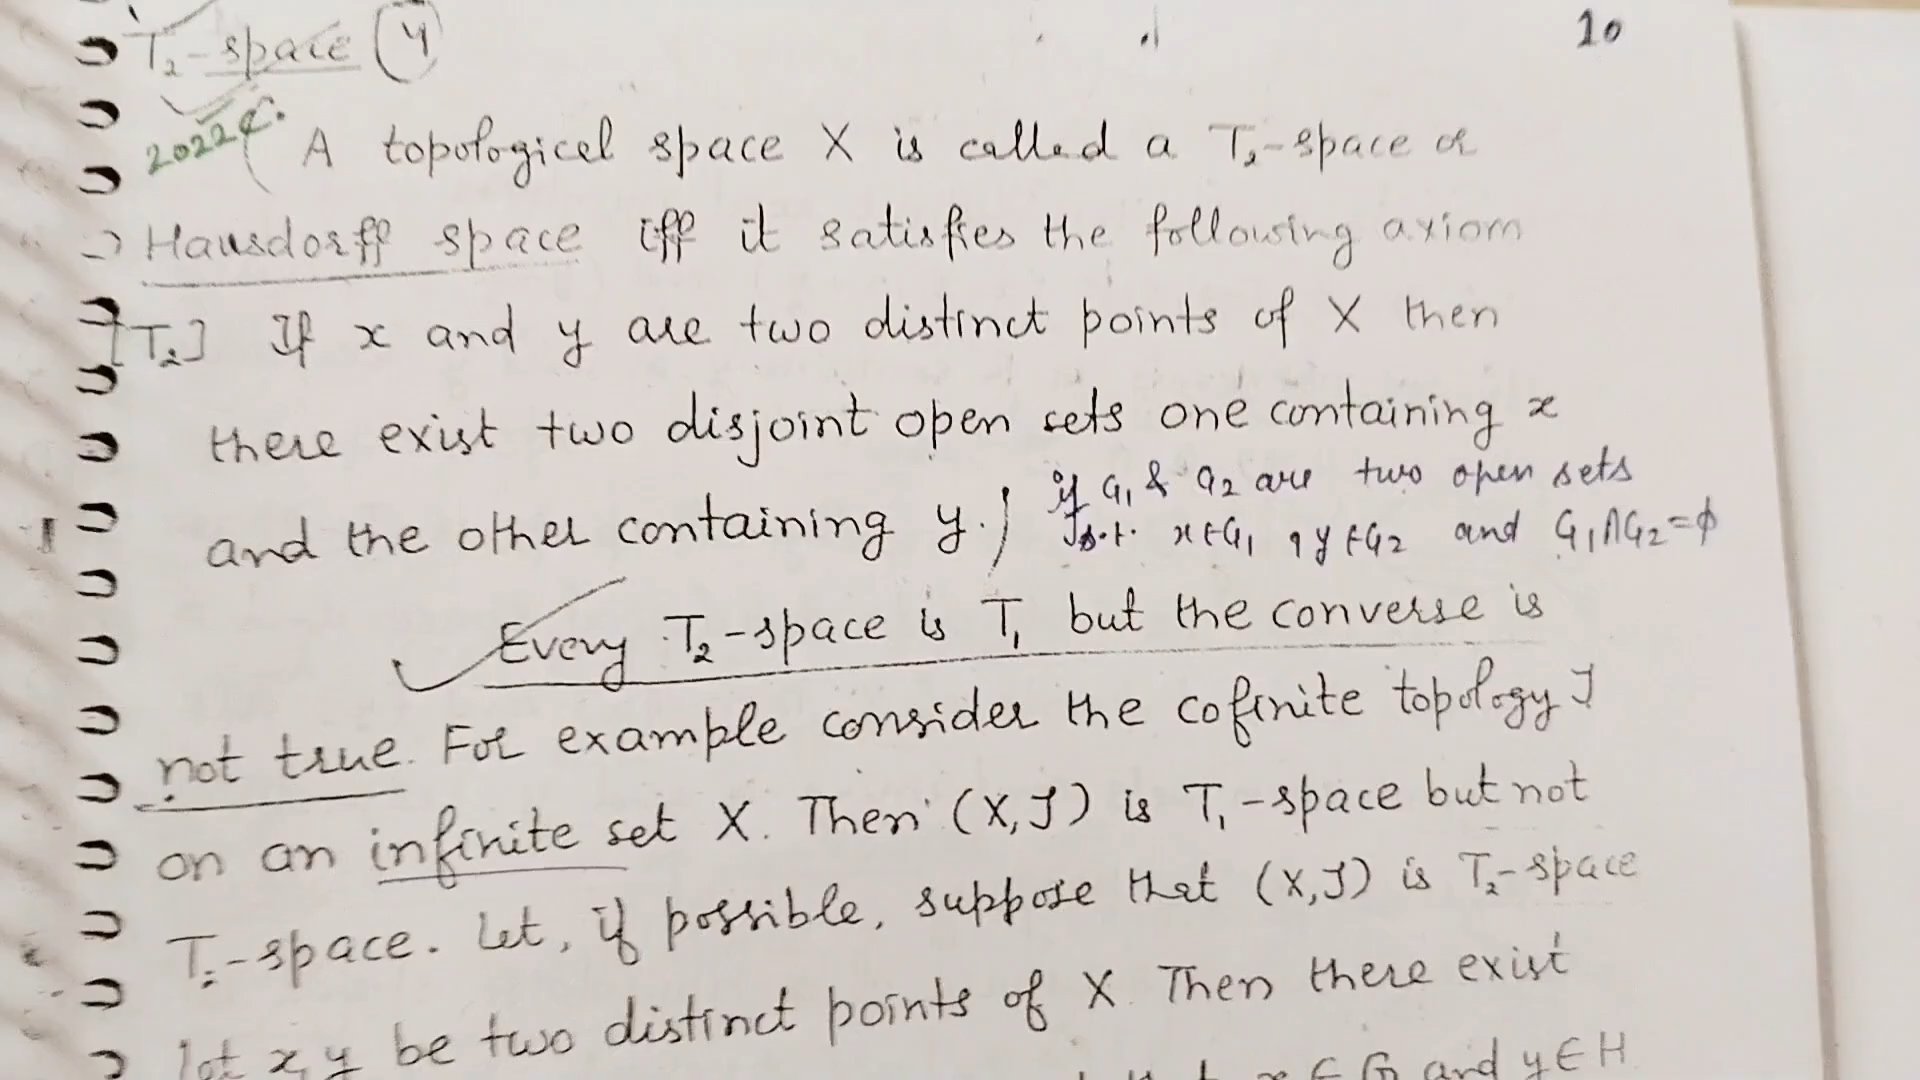 10
T₂-space (4)
2022
A topological space X is called a T₂-space or
Hausdorff space iff it satisfies the following axiom
[T₂] If x and y are two distinct points of X then
there exist two disjoint open sets one containing x
and the other containing y.)
if G₁ & G₂ are two open sets
s.t. x∈G₁, y∈G₂ and G₁∩G₂=ϕ
Every T₂-space is T₁ but the converse is
not true. For example consider the cofinite topology J
on an infinite set X. Then (X,J) is T₁-space but not
T₂-space. Let, if possible, suppose that (X,J) is T₂-space
let x, y be two distinct points of X. Then there exist
x ∈ G and y ∈ H